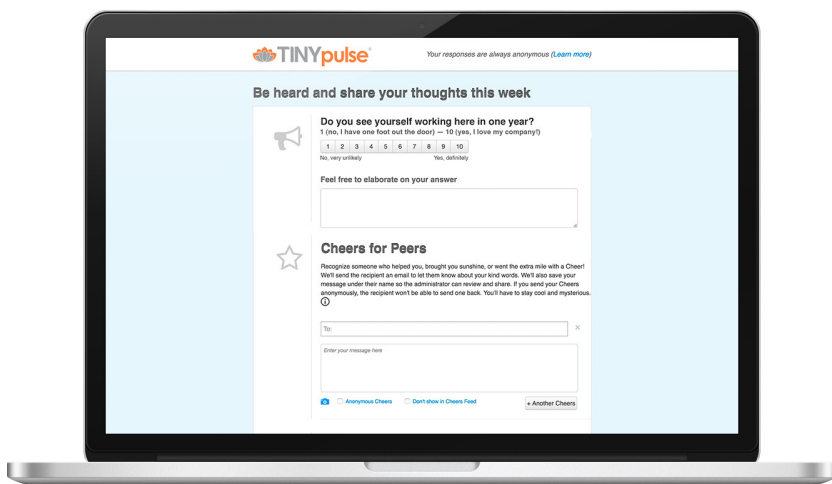 TINYpulse®
Your responses are always anonymous (Learn more)
Be heard and share your thoughts this week
Do you see yourself working here in one year?
1 (no, I have one foot out the door) — 10 (yes, I love my company!)
1 2 3 4 5 6 7 8 9 10
No, very unlikely Yes, definitely
Feel free to elaborate on your answer
Cheers for Peers
Recognize someone who helped you, brought you sunshine, or went the extra mile with a Cheer!
We'll send the recipient an email to let them know about your kind words. We'll also save your
message under their name so the administrator can review and share. If you send your Cheers
anonymously, the recipient won't be able to send one back. You'll have to stay cool and mysterious.
To:
Enter your message here
Anonymous Cheers Don't show in Cheers Feed + Another Cheers